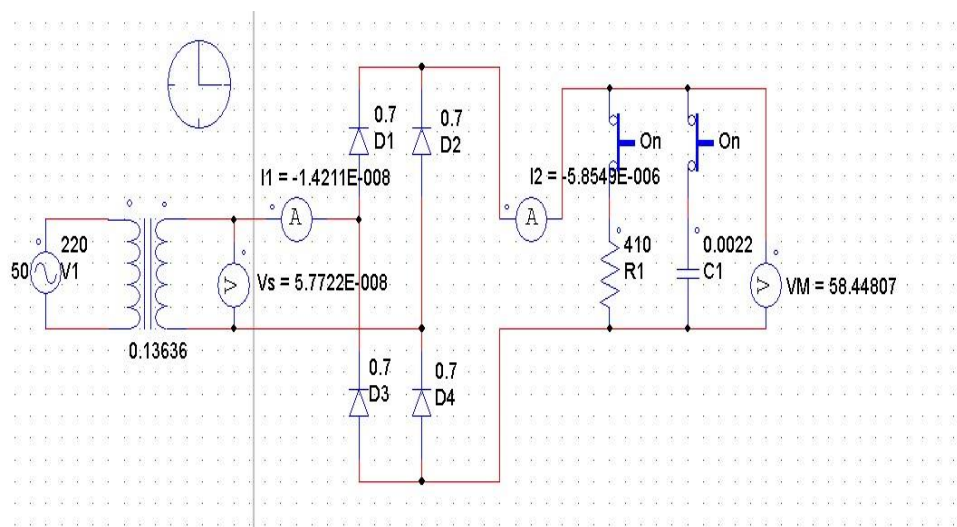 0.7
D1
0.7
D2
On
On
I1 = -1.4211E-008
I2 = -5.8549E-006
A
A
220
50
V1
V
Vs = 5.7722E-008
410
R1
0.0022
C1
V
VM = 58.44807
0.13636
0.7
D3
0.7
D4